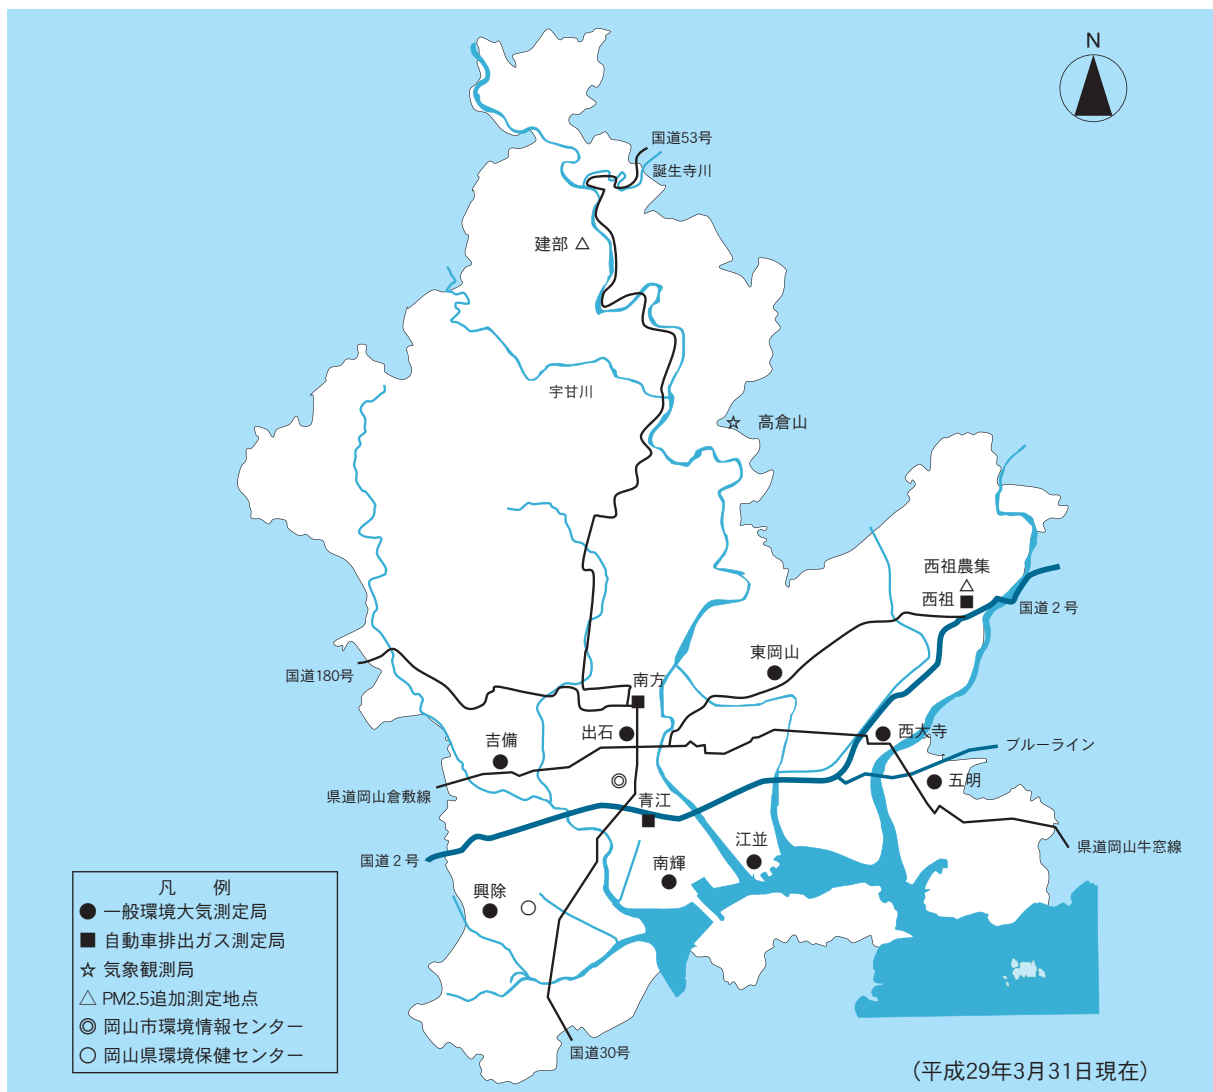 N
国道53号
誕生寺川
建部
宇甘川
高倉山
西祖農集
西祖
国道２号
東岡山
国道180号
南方
出石
西大寺
吉備
ブルーライン
五明
県道岡山倉敷線
青江
江並
県道岡山牛窓線
国道２号
南輝
興除
凡　例
一般環境大気測定局
自動車排出ガス測定局
気象観測局
PM2.5追加測定地点
岡山市環境情報センター
岡山県環境保健センター
国道30号
(平成29年3月31日現在)